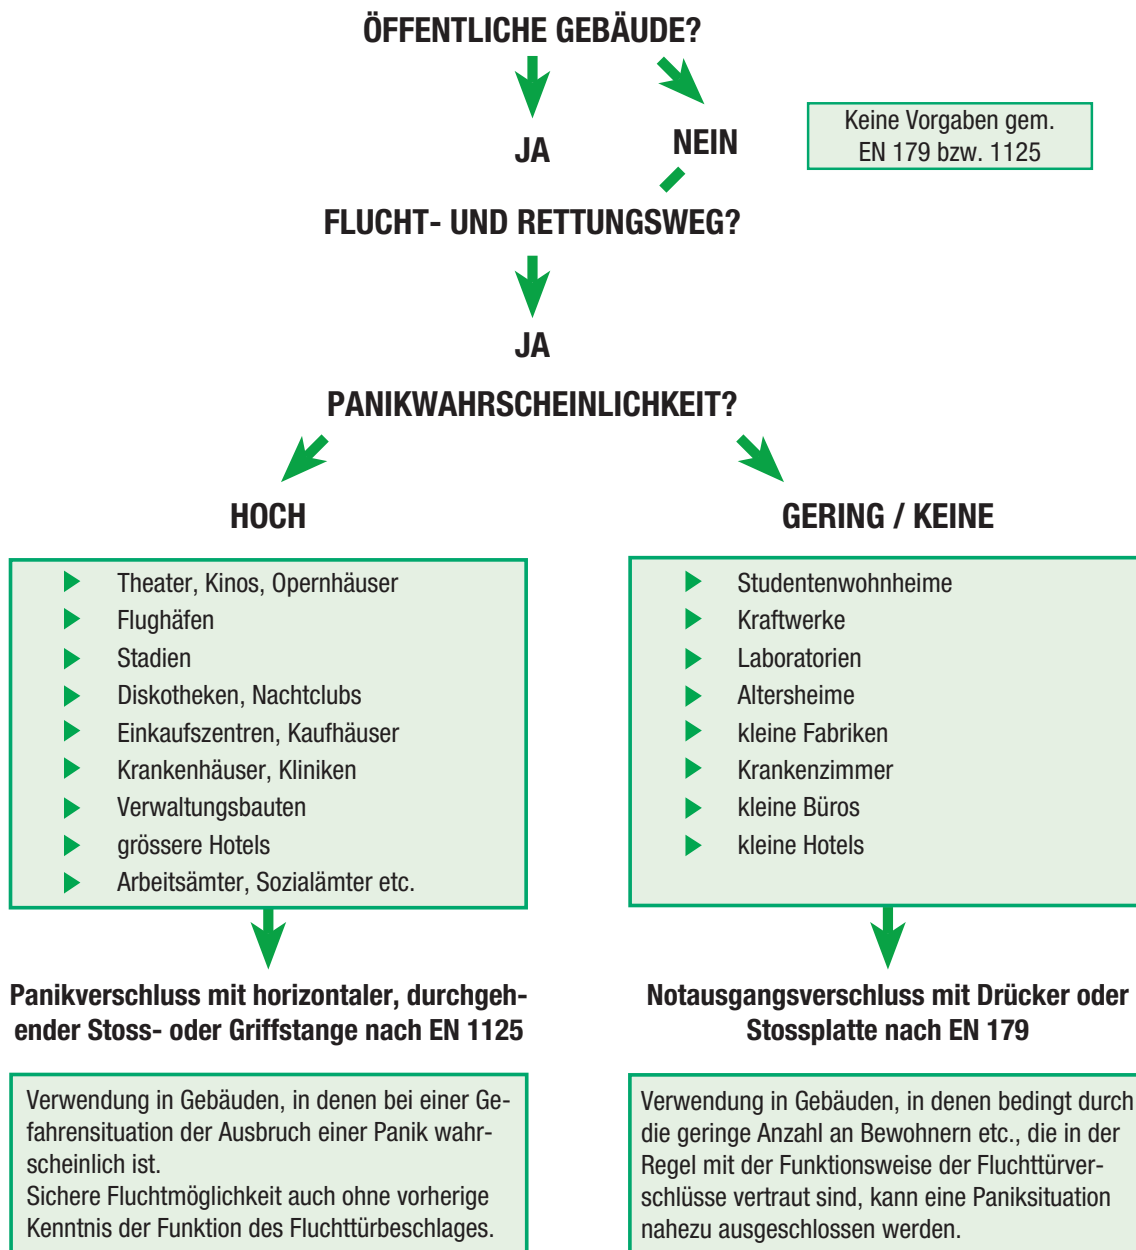 ÖFFENTLICHE GEBÄUDE?
JA
NEIN
Keine Vorgaben gem.
EN 179 bzw. 1125
FLUCHT- UND RETTUNGSWEG?
JA
PANIKWAHRSCHEINLICHKEIT?
HOCH
Theater, Kinos, Opernhäuser
Flughäfen
Stadien
Diskotheken, Nachtclubs
Einkaufszentren, Kaufhäuser
Krankenhäuser, Kliniken
Verwaltungsbauten
grössere Hotels
Arbeitsämter, Sozialämter etc.
Panikverschluss mit horizontaler, durchgeh-
ender Stoss- oder Griffstange nach EN 1125
Verwendung in Gebäuden, in denen bei einer Ge-
fahrensituation der Ausbruch einer Panik wahr-
scheinlich ist.
Sichere Fluchtmöglichkeit auch ohne vorherige
Kenntnis der Funktion des Fluchttürbeschlages.
GERING / KEINE
Studentenwohnheime
Kraftwerke
Laboratorien
Altersheime
kleine Fabriken
Krankenzimmer
kleine Büros
kleine Hotels
Notausgangsverschluss mit Drücker oder
Stossplatte nach EN 179
Verwendung in Gebäuden, in denen bedingt durch
die geringe Anzahl an Bewohnern etc., die in der
Regel mit der Funktionsweise der Fluchttürver-
schlüsse vertraut sind, kann eine Paniksituation
nahezu ausgeschlossen werden.